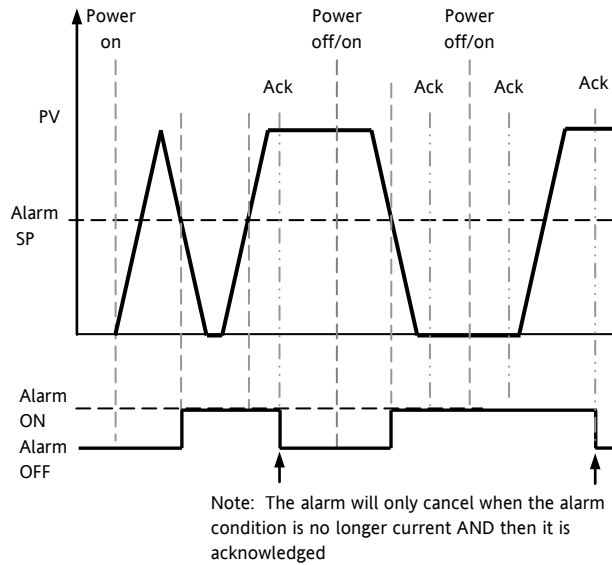 Power
on
Power
off/on
Power
off/on
Ack
Ack
Ack
Ack
PV
Alarm
SP
Alarm
ON
Alarm
OFF
Note: The alarm will only cancel when the alarm
condition is no longer current AND then it is
acknowledged